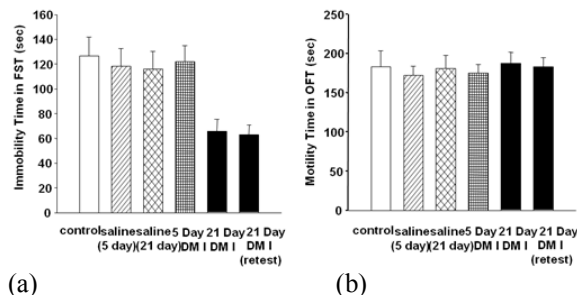 Immobility Time in FST (sec)
160
140
120
100
80
60
40
20
0
control saline saline 5 Day 21 Day 21 Day
(5 day) (21 day) DM I DM I DM I
(retest)
(a)
Motility Time in OFT (sec)
250
200
150
100
50
0
control saline saline 5 Day 21 Day 21 Day
(5 day) (21 day) DM I DM I DM I
(retest)
(b)